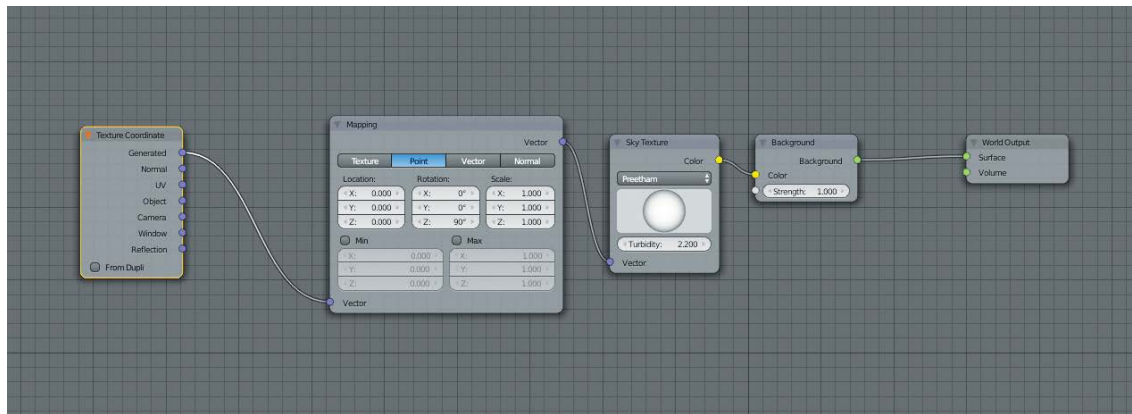 Texture Coordinate
Generated
Normal
UV
Object
Camera
Window
Reflection
From Dupli
Mapping
Vector
Texture Point Vector Normal
Location: Rotation: Scale:
X: 0.000 X: 0° X: 1.000
Y: 0.000 Y: 0° Y: 1.000
Z: 0.000 Z: 90° Z: 1.000
Min Max
X: 0.000 X: 1.000
Y: 0.000 Y: 1.000
Z: 0.000 Z: 1.000
Vector
Sky Texture
Color
Preetham
Turbidity: 2.200
Vector
Background
Background
Color
Strength: 1.000
World Output
Surface
Volume